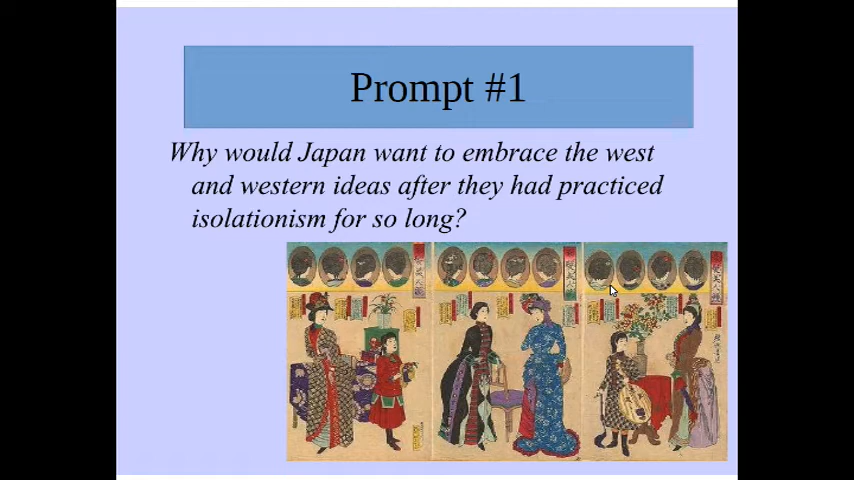 Prompt #1
Why would Japan want to embrace the west
and western ideas after they had practiced
isolationism for so long?